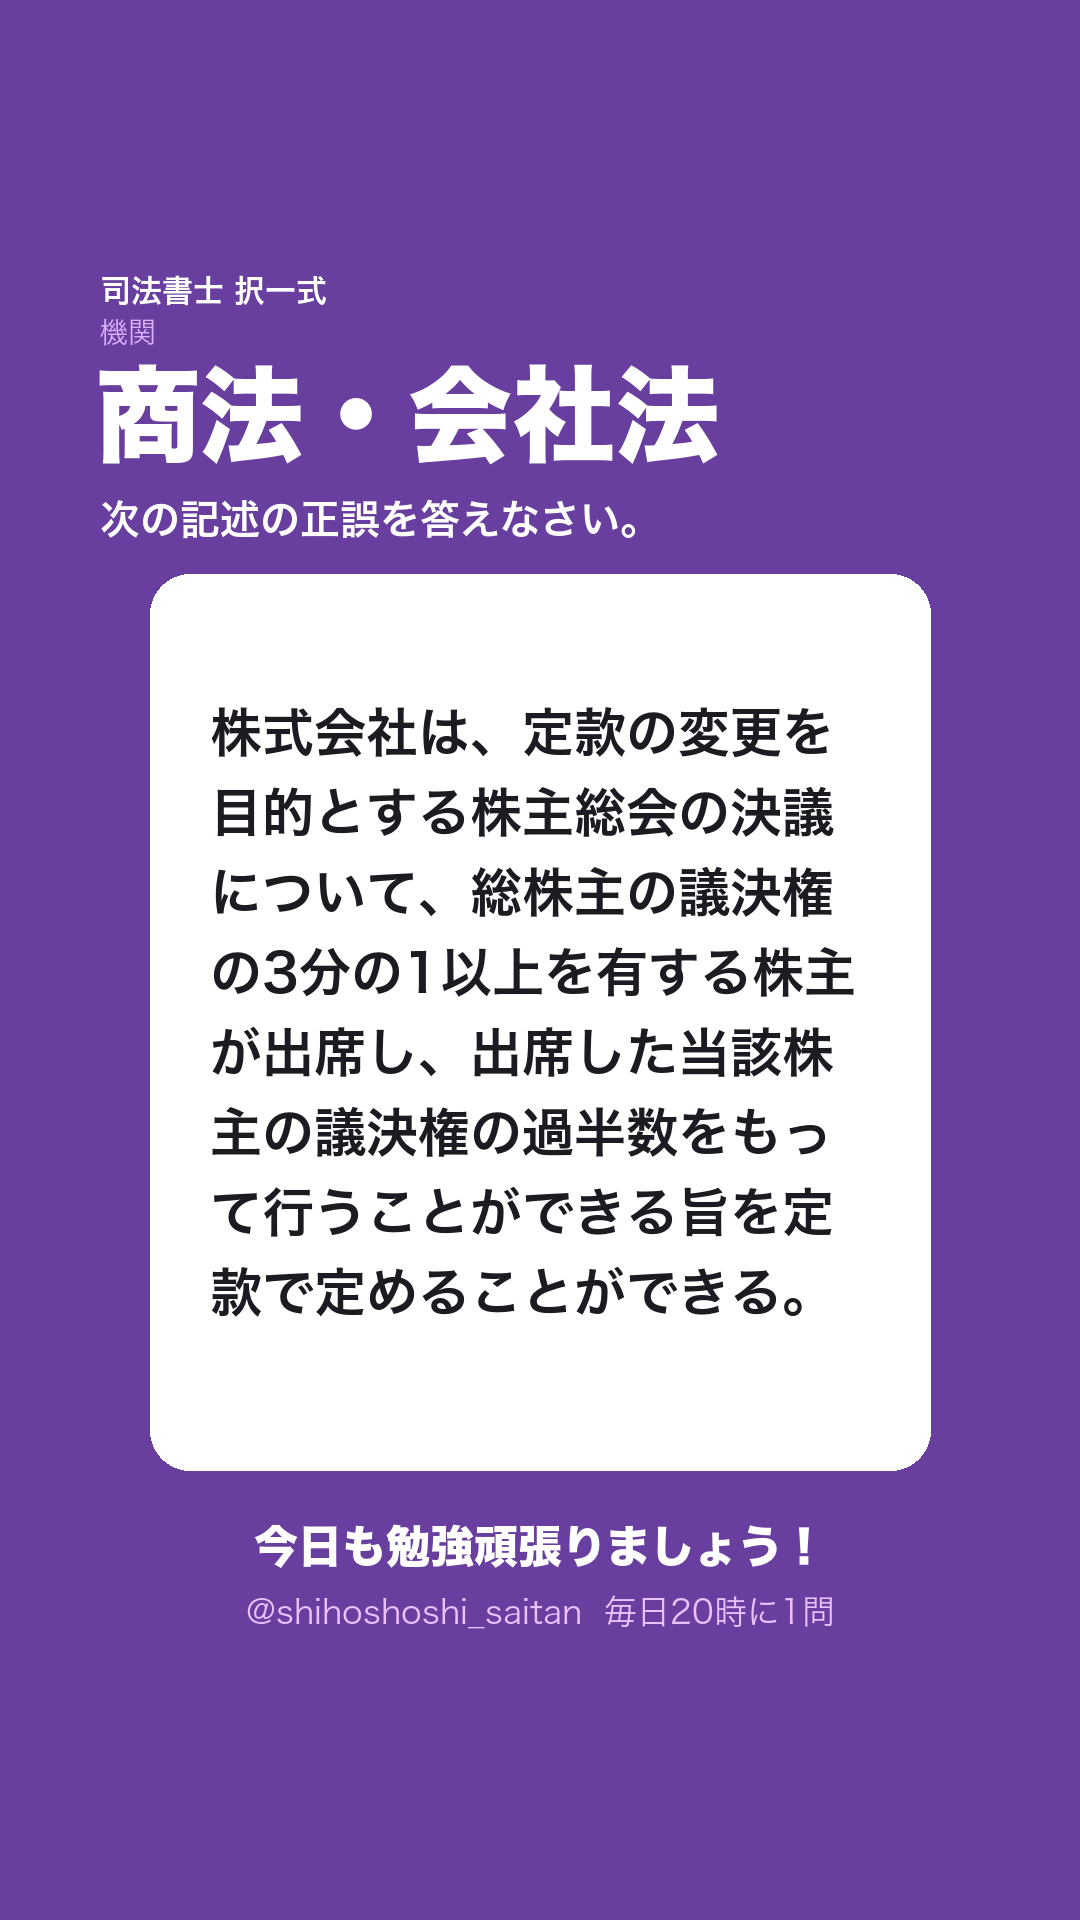 司法書士 択一式
機関
商法・会社法
次の記述の正誤を答えなさい。
株式会社は、定款の変更を
目的とする株主総会の決議
について、総株主の議決権
の3分の1以上を有する株主
が出席し、出席した当該株
主の議決権の過半数をもっ
て行うことができる旨を定
款で定めることができる。
今日も勉強頑張りましょう！
@shihoshoshi_saitan 毎日20時に1問